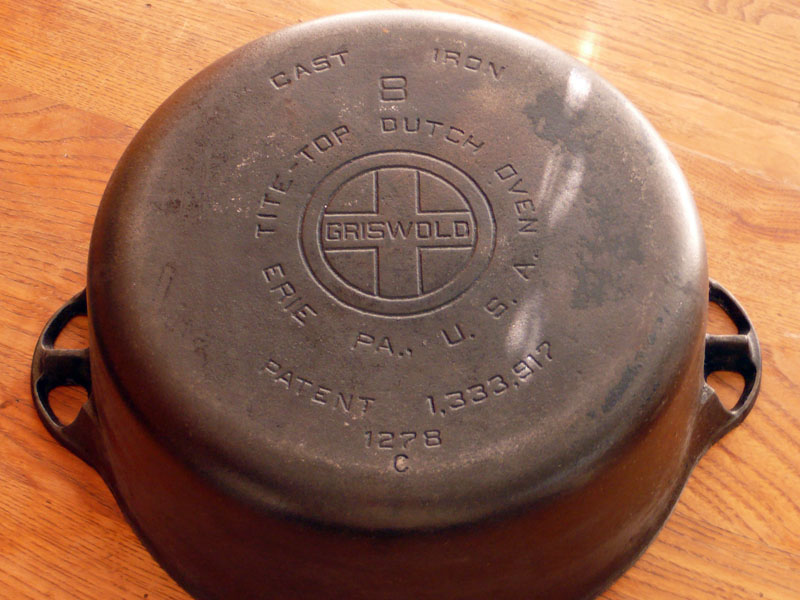 CAST IRON
8
TITE-TOP DUTCH OVEN
GRISWOLD
ERIE PA., U.S.A.
PATENT 1,333,917
1278
C